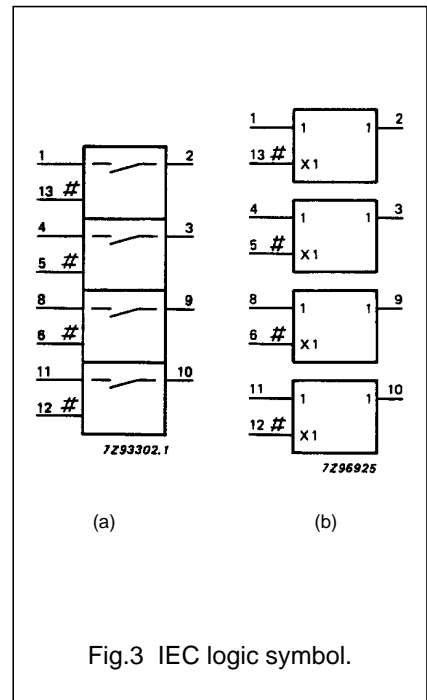 1 2
13 #
4 3
5 #
8 9
6 #
11 10
12 #
7Z93302.1
(a)
1 1 1 2
13 # X1
4 1 1 3
5 # X1
8 1 1 9
6 # X1
11 1 1 10
12 # X1
7Z96925
(b)
Fig.3 IEC logic symbol.